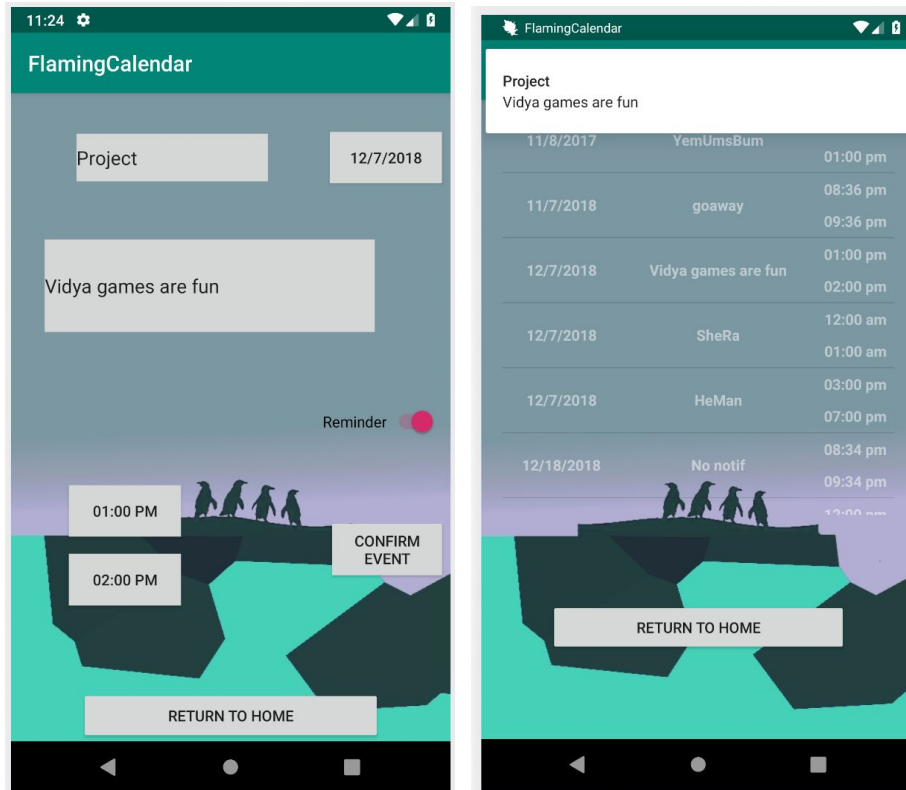 11:24
FlamingCalendar
Project
12/7/2018
Vidya games are fun
Reminder
01:00 PM
CONFIRM
EVENT
02:00 PM
RETURN TO HOME
FlamingCalendar
Project
Vidya games are fun
11/8/2017 YemUmsBum
01:00 pm
08:36 pm
11/7/2018 goaway
09:36 pm
01:00 pm
12/7/2018 Vidya games are fun
02:00 pm
12:00 am
12/7/2018 SheRa
01:00 am
03:00 pm
12/7/2018 HeMan
07:00 pm
08:34 pm
12/18/2018 No notif
09:34 pm
12:00 pm
RETURN TO HOME